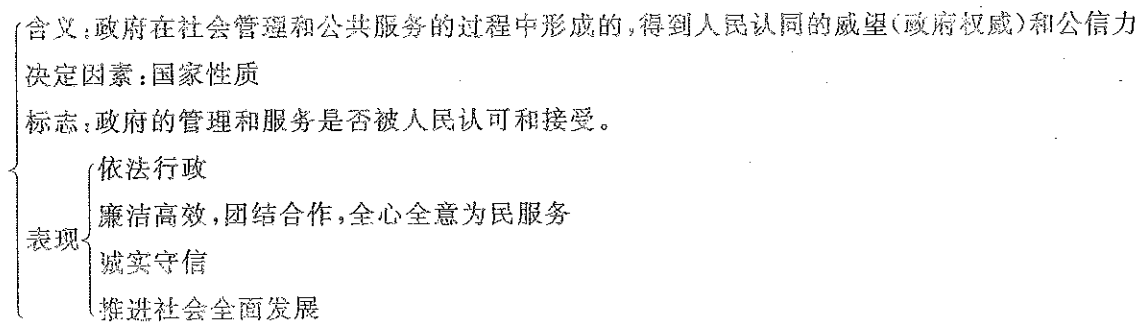 含义:政府在社会管理和公共服务的过程中形成的,得到人民认同的威望(政府权威)和公信力
决定因素:国家性质
标志:政府的管理和服务是否被人民认可和接受。
依法行政
廉洁高效,团结合作,全心全意为民服务
表现
诚实守信
推进社会全面发展